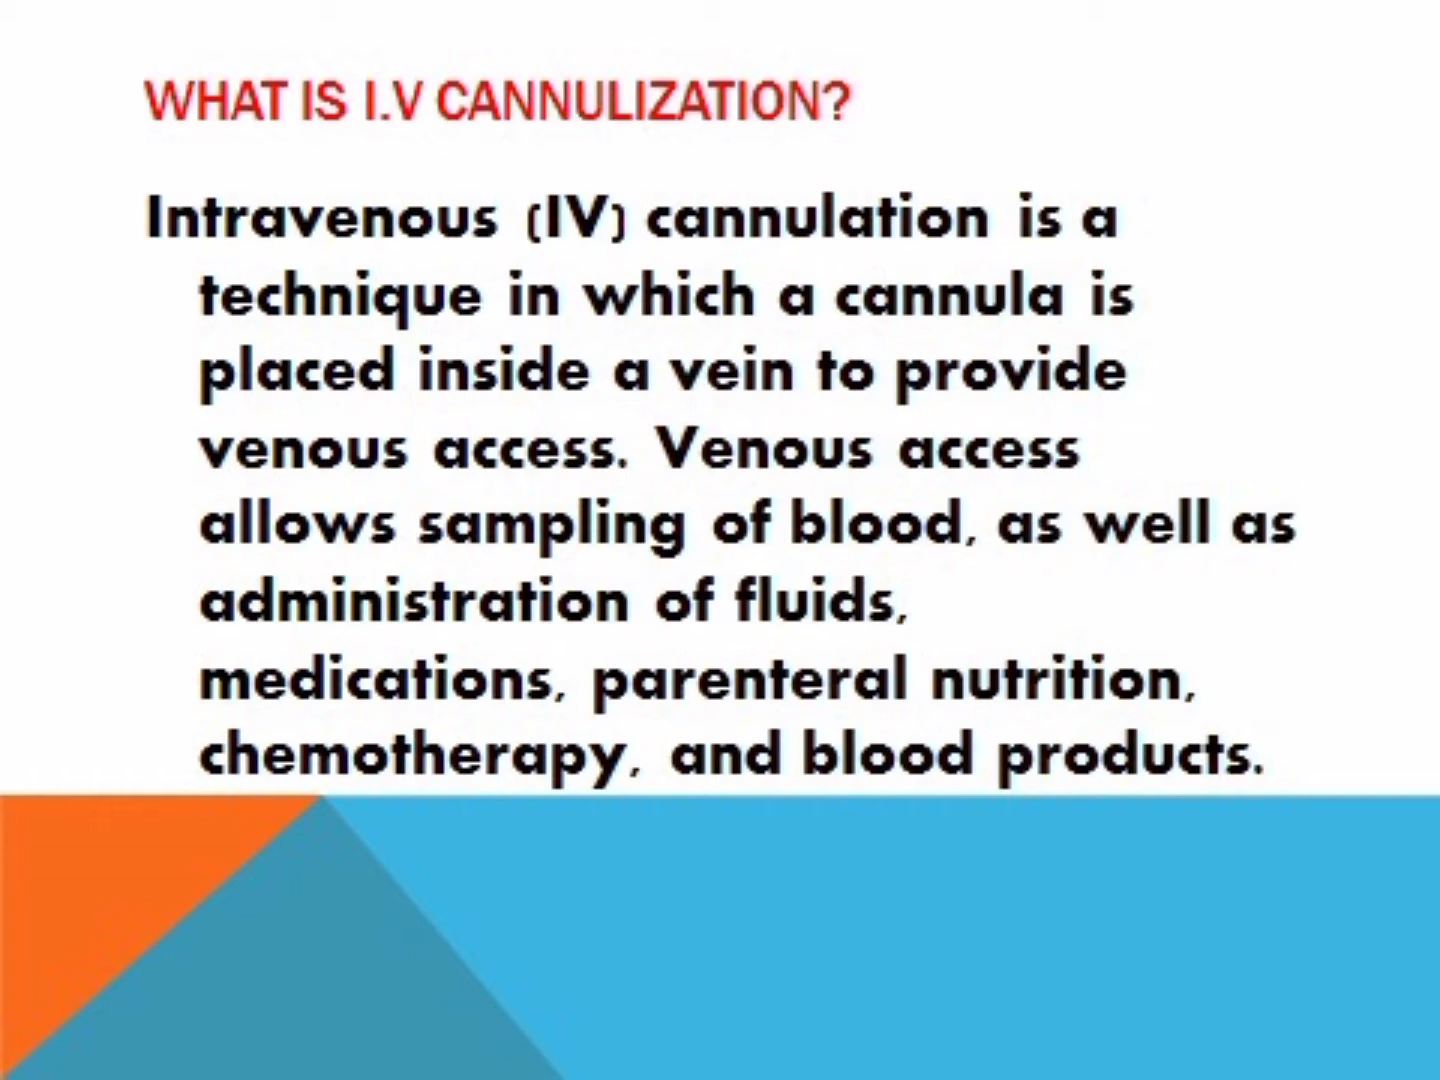 WHAT IS I.V CANNULIZATION?
Intravenous (IV) cannulation is a
technique in which a cannula is
placed inside a vein to provide
venous access. Venous access
allows sampling of blood, as well as
administration of fluids,
medications, parenteral nutrition,
chemotherapy, and blood products.